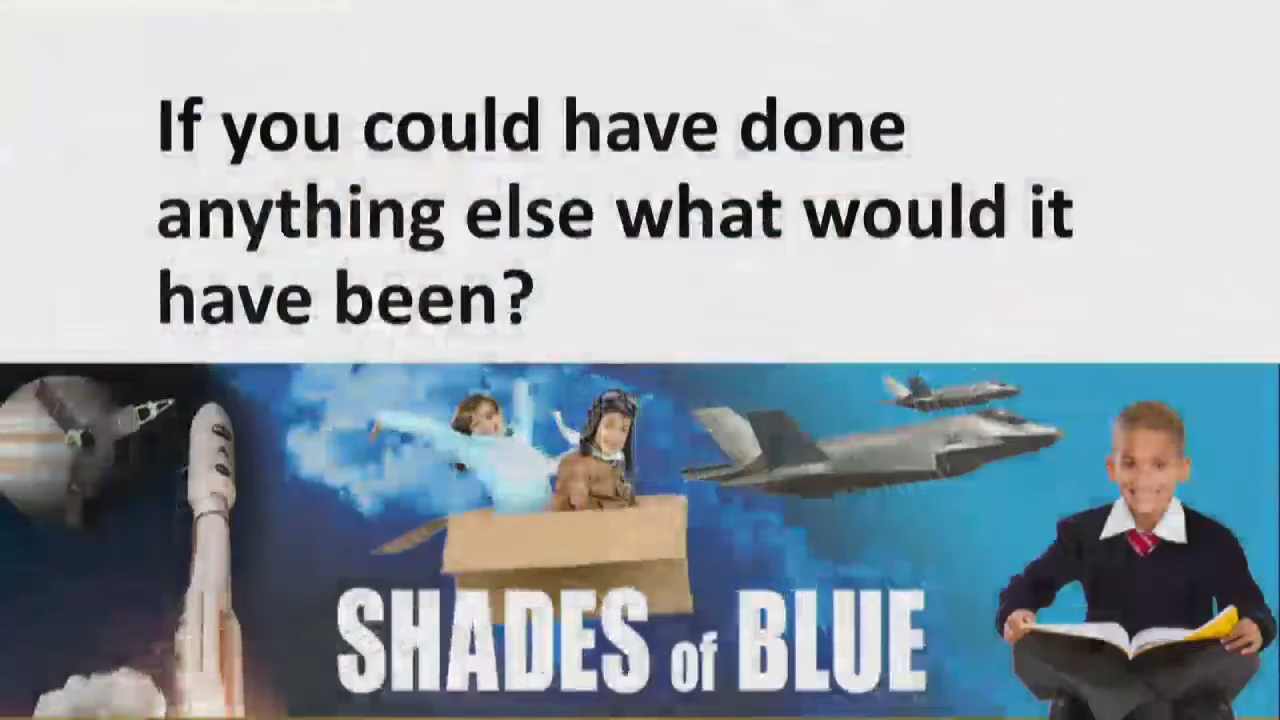 If you could have done
anything else what would it
have been?
SHADES of BLUE